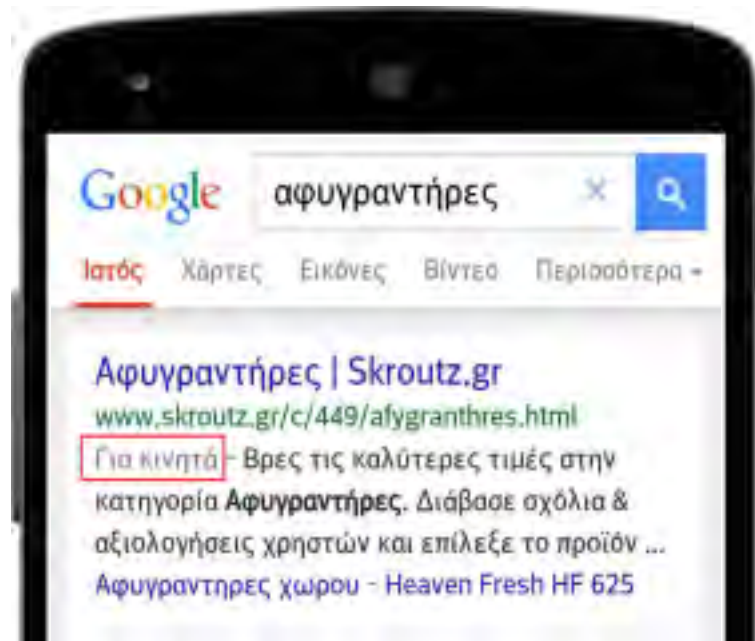 Google αφυγραντήρες ×
Ιστός Χάρτες Εικόνες Βίντεο Περισσότερα
Αφυγραντήρες | Skroutz.gr
www.skroutz.gr/c/449/afygranthres.html
Για κινητά - Βρες τις καλύτερες τιμές στην
κατηγορία Αφυγραντήρες. Διάβασε σχόλια &
αξιολογήσεις χρηστών και επίλεξε το προϊόν ...
Αφυγραντηρες χωρου - Heaven Fresh HF 625